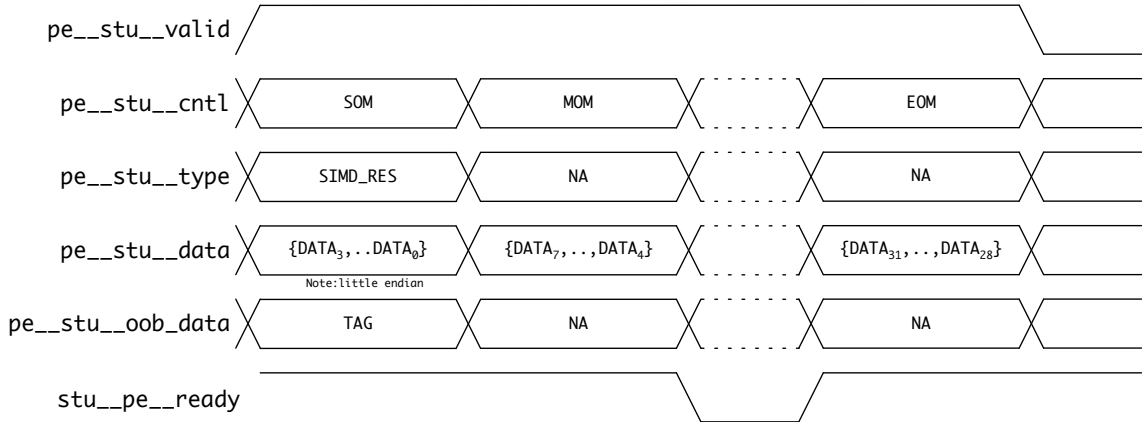 pe__stu__valid
pe__stu__cntl SOM MOM EOM
pe__stu__type SIMD_RES NA NA
pe__stu__data {DATA₃,..DATA₀} {DATA₇,..,DATA₄} {DATA₃₁,..,DATA₂₈}
Note:little endian
pe__stu__oob_data TAG NA NA
stu__pe__ready